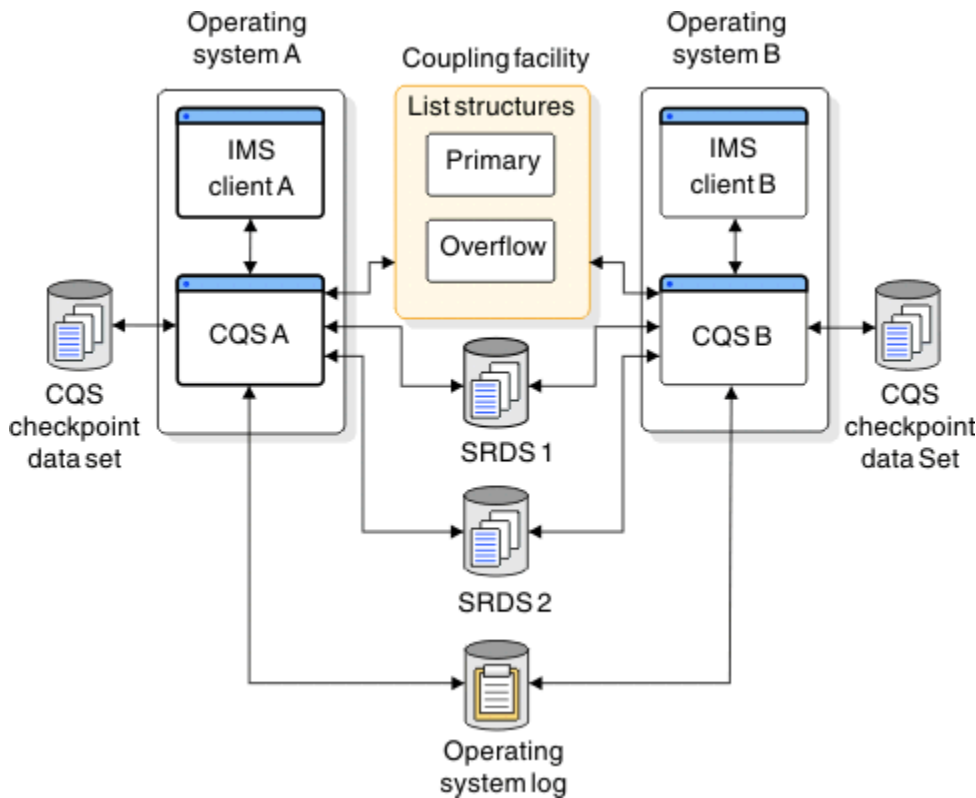 Operating
system A
Coupling facility
Operating
system B
List structures
IMS
client A
Primary
IMS
client B
Overflow
CQS A
CQS B
CQS
checkpoint
data set
SRDS 1
CQS
checkpoint
data Set
SRDS 2
Operating
system log